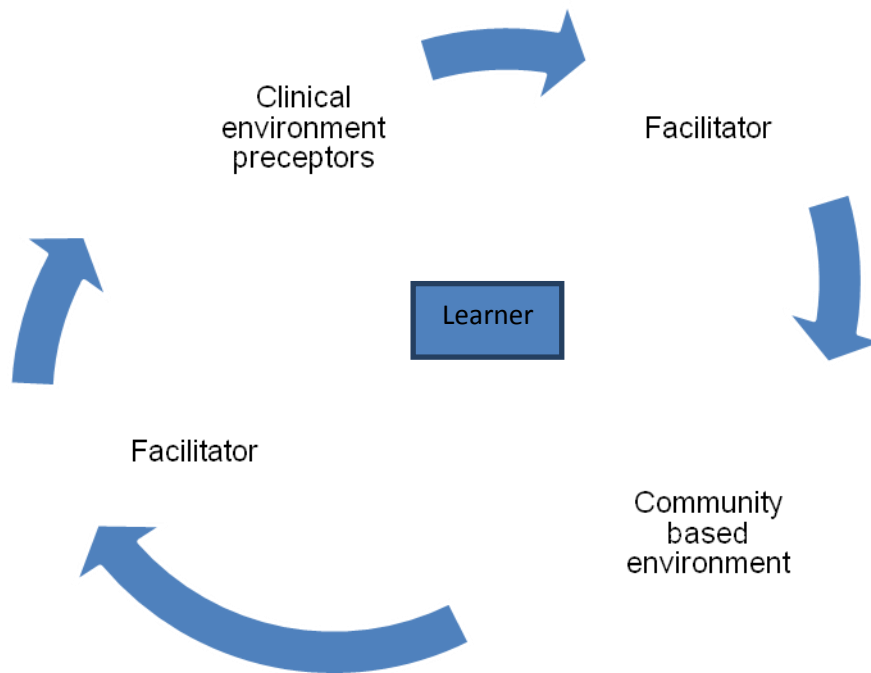 Clinical
environment
preceptors
Facilitator
Learner
Facilitator
Community
based
environment